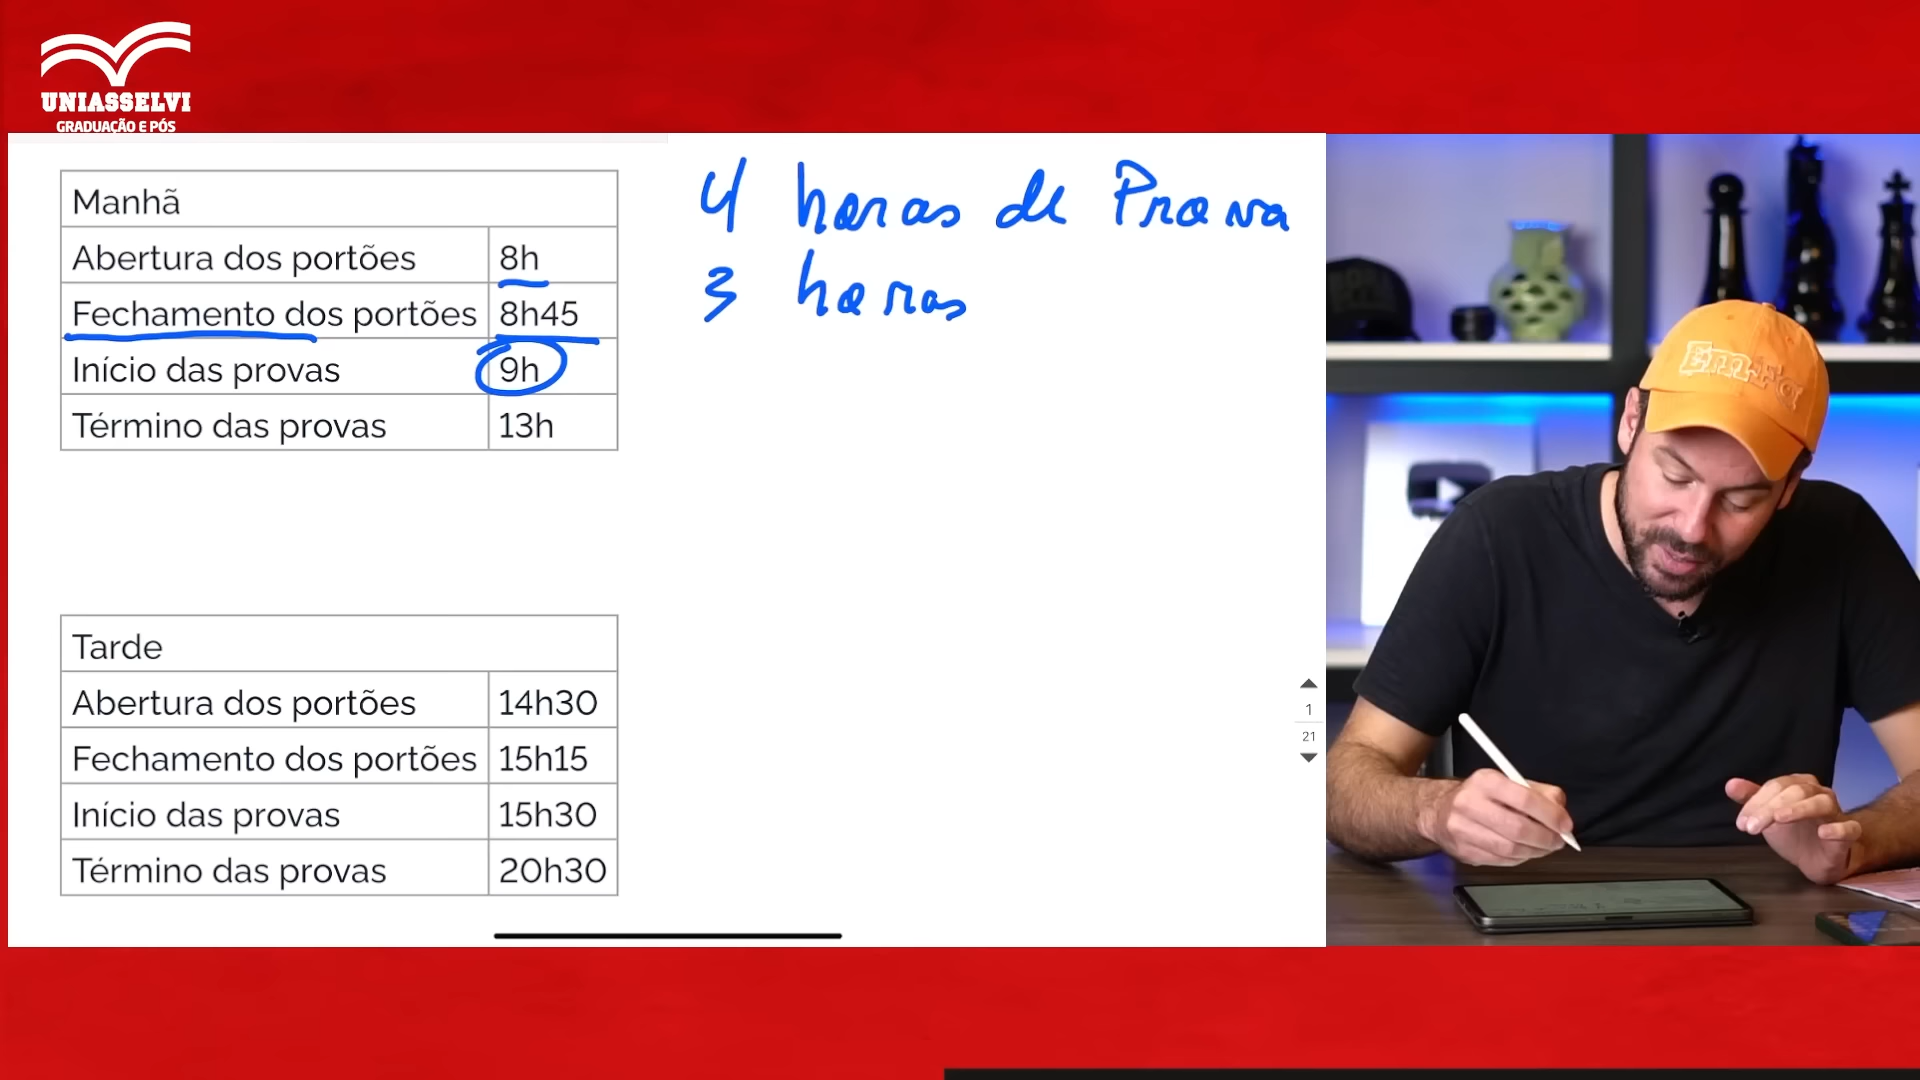 UNIASSELVI
GRADUAÇÃO E PÓS
Manhã
Abertura dos portões 8h
Fechamento dos portões 8h45
Início das provas 9h
Término das provas 13h
4 horas de Prova
3 horas
Tarde
Abertura dos portões 14h30
Fechamento dos portões 15h15
Início das provas 15h30
Término das provas 20h30
1
21